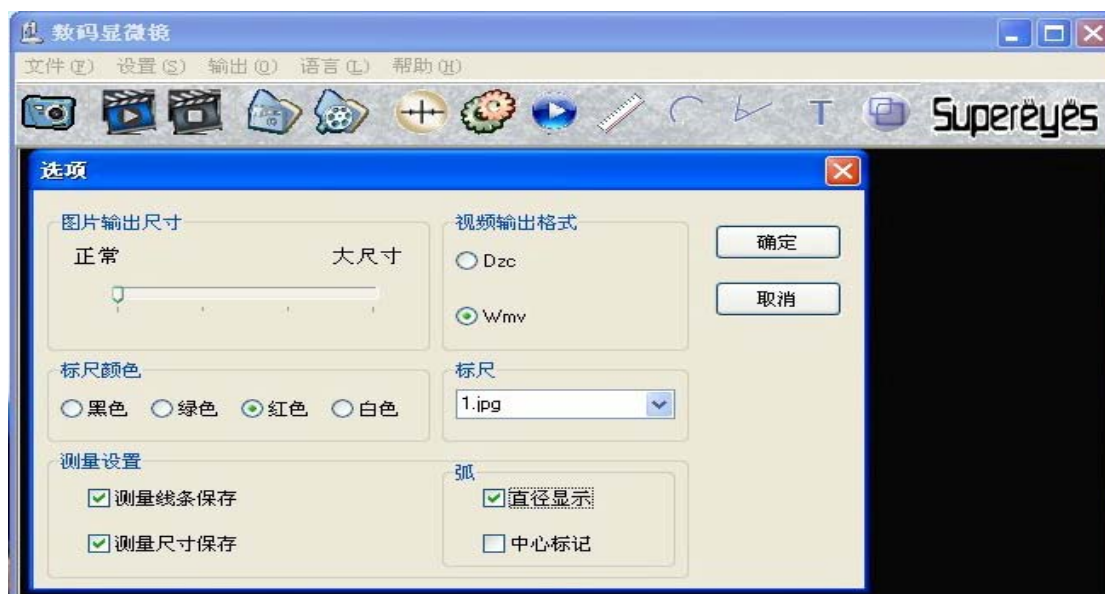 数码显微镜
文件(F) 设置(S) 输出(O) 语言(L) 帮助(H)
T Supereyes
选项
图片输出尺寸
正常 大尺寸
视频输出格式
Dzc
Wmv
确定
取消
标尺颜色
黑色 绿色 红色 白色
标尺
1.jpg
测量设置
测量线条保存
测量尺寸保存
弧
直径显示
中心标记